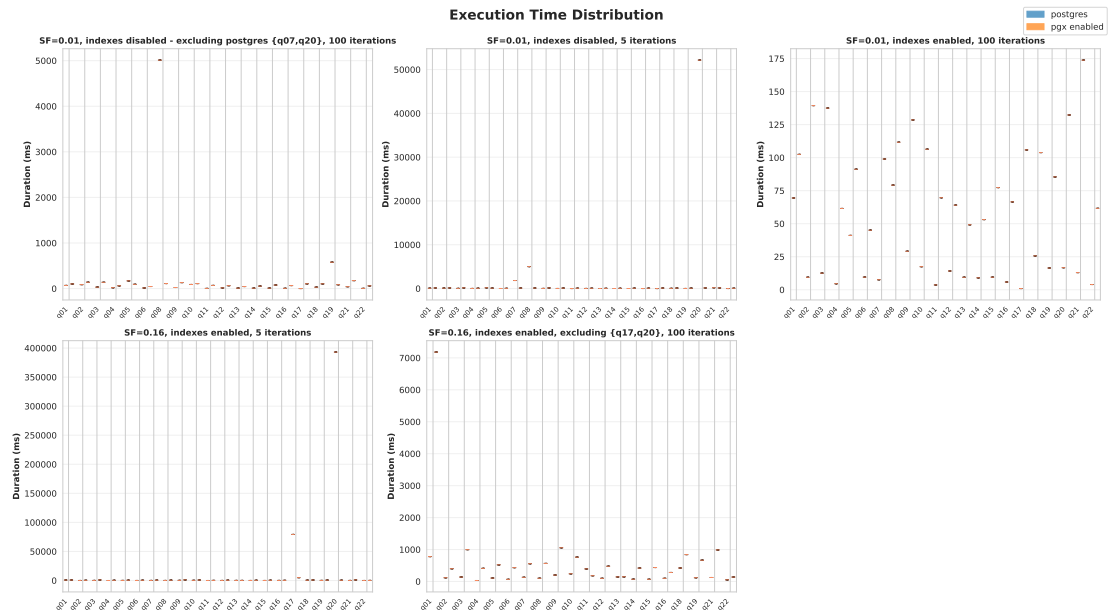 Execution Time Distribution
postgres
pgx enabled
SF=0.01, indexes disabled - excluding postgres {q07,q20}, 100 iterations
Duration (ms)
5000
4000
3000
2000
1000
0
q01 q02 q03 q04 q05 q06 q08 q09 q10 q11 q12 q13 q14 q15 q16 q17 q18 q19 q21 q22
SF=0.01, indexes disabled, 5 iterations
Duration (ms)
50000
40000
30000
20000
10000
0
q01 q02 q03 q04 q05 q06 q07 q08 q09 q10 q11 q12 q13 q14 q15 q16 q17 q18 q19 q20 q21 q22
SF=0.01, indexes enabled, 100 iterations
Duration (ms)
175
150
125
100
75
50
25
0
q01 q02 q03 q04 q05 q06 q07 q08 q09 q10 q11 q12 q13 q14 q15 q16 q17 q18 q19 q20 q21 q22
SF=0.16, indexes enabled, 5 iterations
Duration (ms)
400000
350000
300000
250000
200000
150000
100000
50000
0
q01 q02 q03 q04 q05 q06 q07 q08 q09 q10 q11 q12 q13 q14 q15 q16 q17 q18 q19 q20 q21 q22
SF=0.16, indexes enabled, excluding {q17,q20}, 100 iterations
Duration (ms)
7000
6000
5000
4000
3000
2000
1000
0
q01 q02 q03 q04 q05 q06 q07 q08 q09 q10 q11 q12 q13 q14 q15 q16 q18 q19 q21 q22